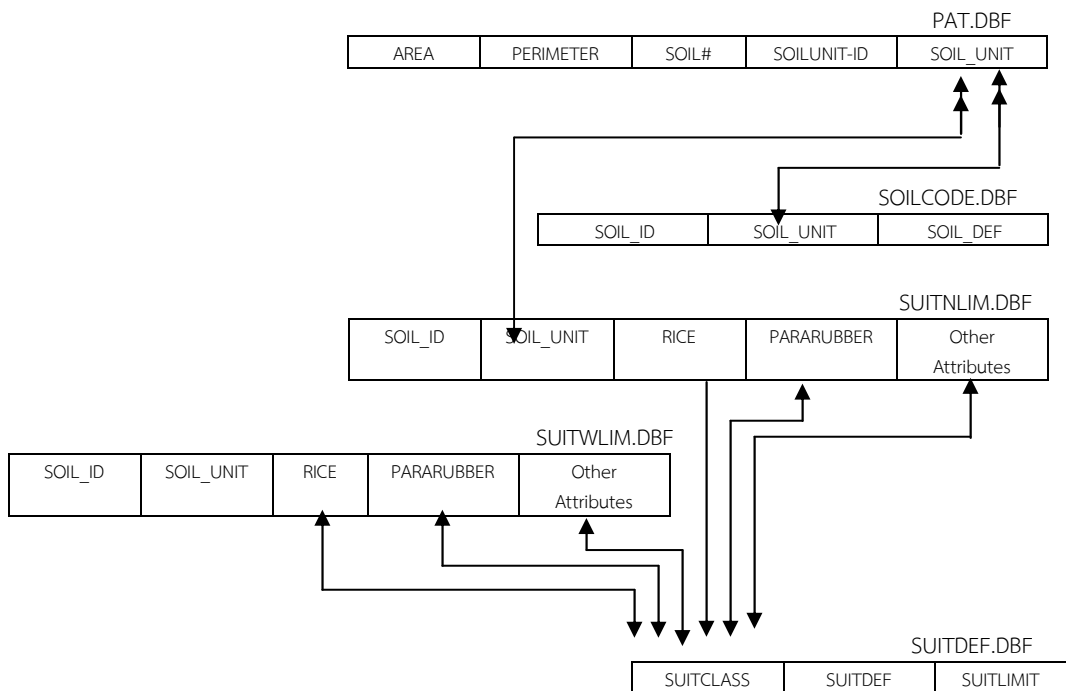 PAT.DBF
AREA PERIMETER SOIL# SOILUNIT-ID SOIL_UNIT
SOILCODE.DBF
SOIL_ID SOIL_UNIT SOIL_DEF
SUITNLIM.DBF
SOIL_ID SOIL_UNIT RICE PARARUBBER Other
Attributes
SUITWLIM.DBF
SOIL_ID SOIL_UNIT RICE PARARUBBER Other
Attributes
SUITDEF.DBF
SUITCLASS SUITDEF SUITLIMIT